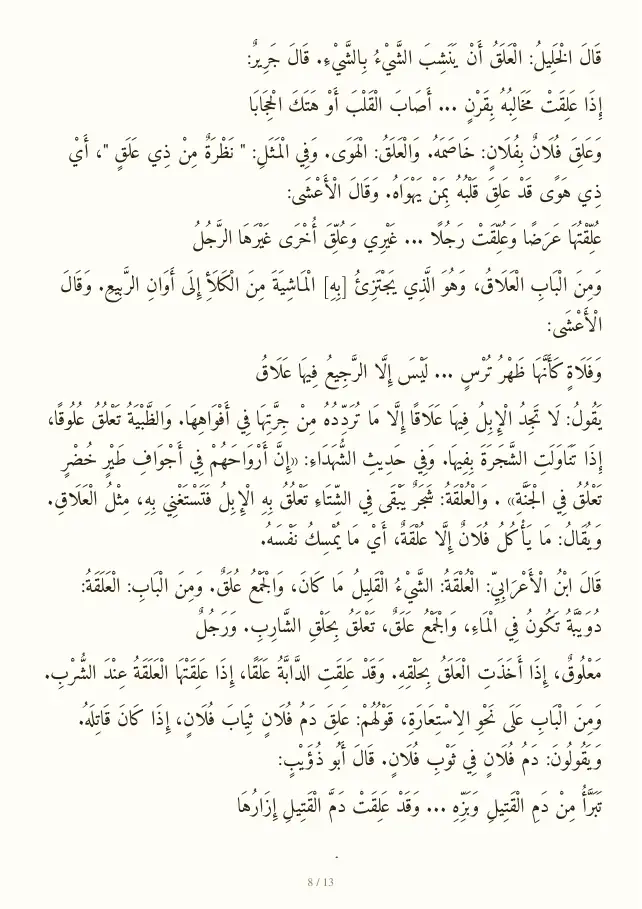 قَالَ الْخَلِيلُ: الْعَلَقُ أَنْ يَنَشِبَ الشَّيْءُ بِالشَّيْءِ. قَالَ جَرِيرٌ:
إِذَا عَلِقَتْ مَخَالِبُهُ بِقَرْنٍ ... أَصَابَ الْقَلْبَ أَوْ هَتَكَ الْحِجَابَا
وَعَلِقَ فُلَانٌ بِفُلَانٍ: خَاصَمَهُ. وَالْعَلَقُ: الْهَوَى. وَفِي الْمَثَلِ: " نَظْرَةٌ مِنْ ذِي عَلَقٍ "، أَيْ
ذِي هَوًى قَدْ عَلِقَ قَلْبُهُ بِمَنْ يَهْوَاهُ. وَقَالَ الْأَعْشَى:
عُلِّقْتُهَا عَرَضًا وَعُلِّقَتْ رَجُلًا ... غَيْرِي وَعُلِّقَ أُخْرَى غَيْرَهَا الرَّجُلُ
وَمِنَ الْبَابِ الْعَلَاقُ، وَهُوَ الَّذِي يَجْتَزِئُ [بِهِ] الْمَاشِيَةَ مِنَ الْكَلَأِ إِلَى أَوَانِ الرَّبِيعِ. وَقَالَ
الْأَعْشَى:
وَفَلَاةٍ كَأَنَّهَا ظَهْرُ تُرْسٍ ... لَيْسَ إِلَّا الرَّجِيعُ فِيهَا عَلَاقُ
يَقُولُ: لَا تَجِدُ الْإِبِلُ فِيهَا عَلَاقًا إِلَّا مَا تُرَدِّدُهُ مِنْ جِرَّتِهَا فِي أَفْوَاهِهَا. وَالظَّبْيَةُ تَعْلُقُ عُلُوقًا،
إِذَا تَنَاوَلَتِ الشَّجَرَةَ بِفِيهَا. وَفِي حَدِيثِ الشُّهَدَاءِ: «إِنَّ أَرْوَاحَهُمْ فِي أَجْوَافِ طَيْرٍ خُضْرٍ
تَعْلُقُ فِي الْجَنَّةِ» . وَالْعُلْقَةُ: شَجَرٌ يَبْقَى فِي الشِّتَاءِ تَعْلُقُ بِهِ الْإِبِلُ فَتَسْتَغْنِي بِهِ، مِثْلُ الْعَلَاقِ.
وَيُقَالُ: مَا يَأْكُلُ فُلَانٌ إِلَّا عُلْقَةً، أَيْ مَا يُمْسِكُ نَفْسَهُ.
قَالَ ابْنُ الْأَعْرَابِيِّ: الْعُلْقَةُ: الشَّيْءُ الْقَلِيلُ مَا كَانَ، وَالْجَمْعُ عُلَقٌ. وَمِنَ الْبَابِ: الْعَلَقَةُ:
دُوَيْبَّةٌ تَكُونُ فِي الْمَاءِ، وَالْجَمْعُ عَلَقٌ، تَعْلَقُ بِحَلْقِ الشَّارِبِ. وَرَجُلٌ
مَعْلُوقٌ، إِذَا أَخَذَتِ الْعَلَقُ بِحَلْقِهِ. وَقَدْ عَلِقَتِ الدَّابَّةُ عَلَقًا، إِذَا عَلِقَتْهَا الْعَلَقَةُ عِنْدَ الشُّرْبِ.
وَمِنَ الْبَابِ عَلَى نَحْوِ الِاسْتِعَارَةِ، قَوْلُهُمْ: عَلِقَ دَمُ فُلَانٍ ثِيَابَ فُلَانٍ، إِذَا كَانَ قَاتِلَهُ.
وَيَقُولُونَ: دَمُ فُلَانٍ فِي ثَوْبِ فُلَانٍ. قَالَ أَبُو ذُؤَيْبٍ:
تَبَرَّأُ مِنْ دَمِ الْقَتِيلِ وَبَزِّهِ ... وَقَدْ عَلِقَتْ دَمَّ الْقَتِيلِ إِزَارُهَا
.
8 / 13